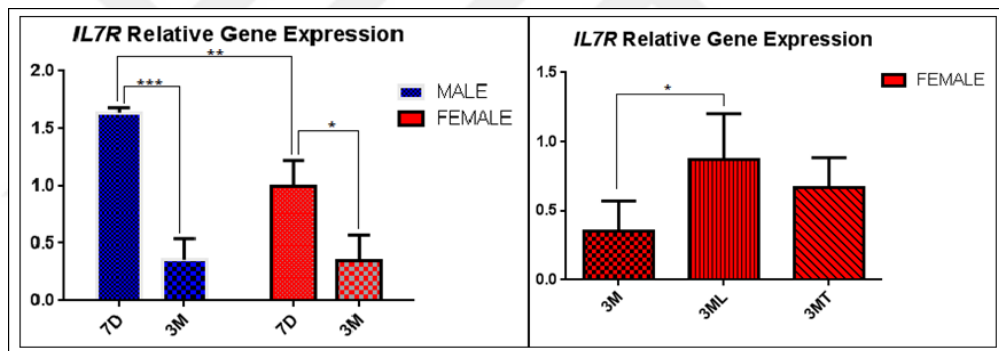 IL7R Relative Gene Expression
2.0
1.5
1.0
0.5
0.0
**
***
*
MALE
FEMALE
7D
3M
7D
3M
IL7R Relative Gene Expression
1.5
1.0
0.5
0.0
*
FEMALE
3M
3ML
3MT